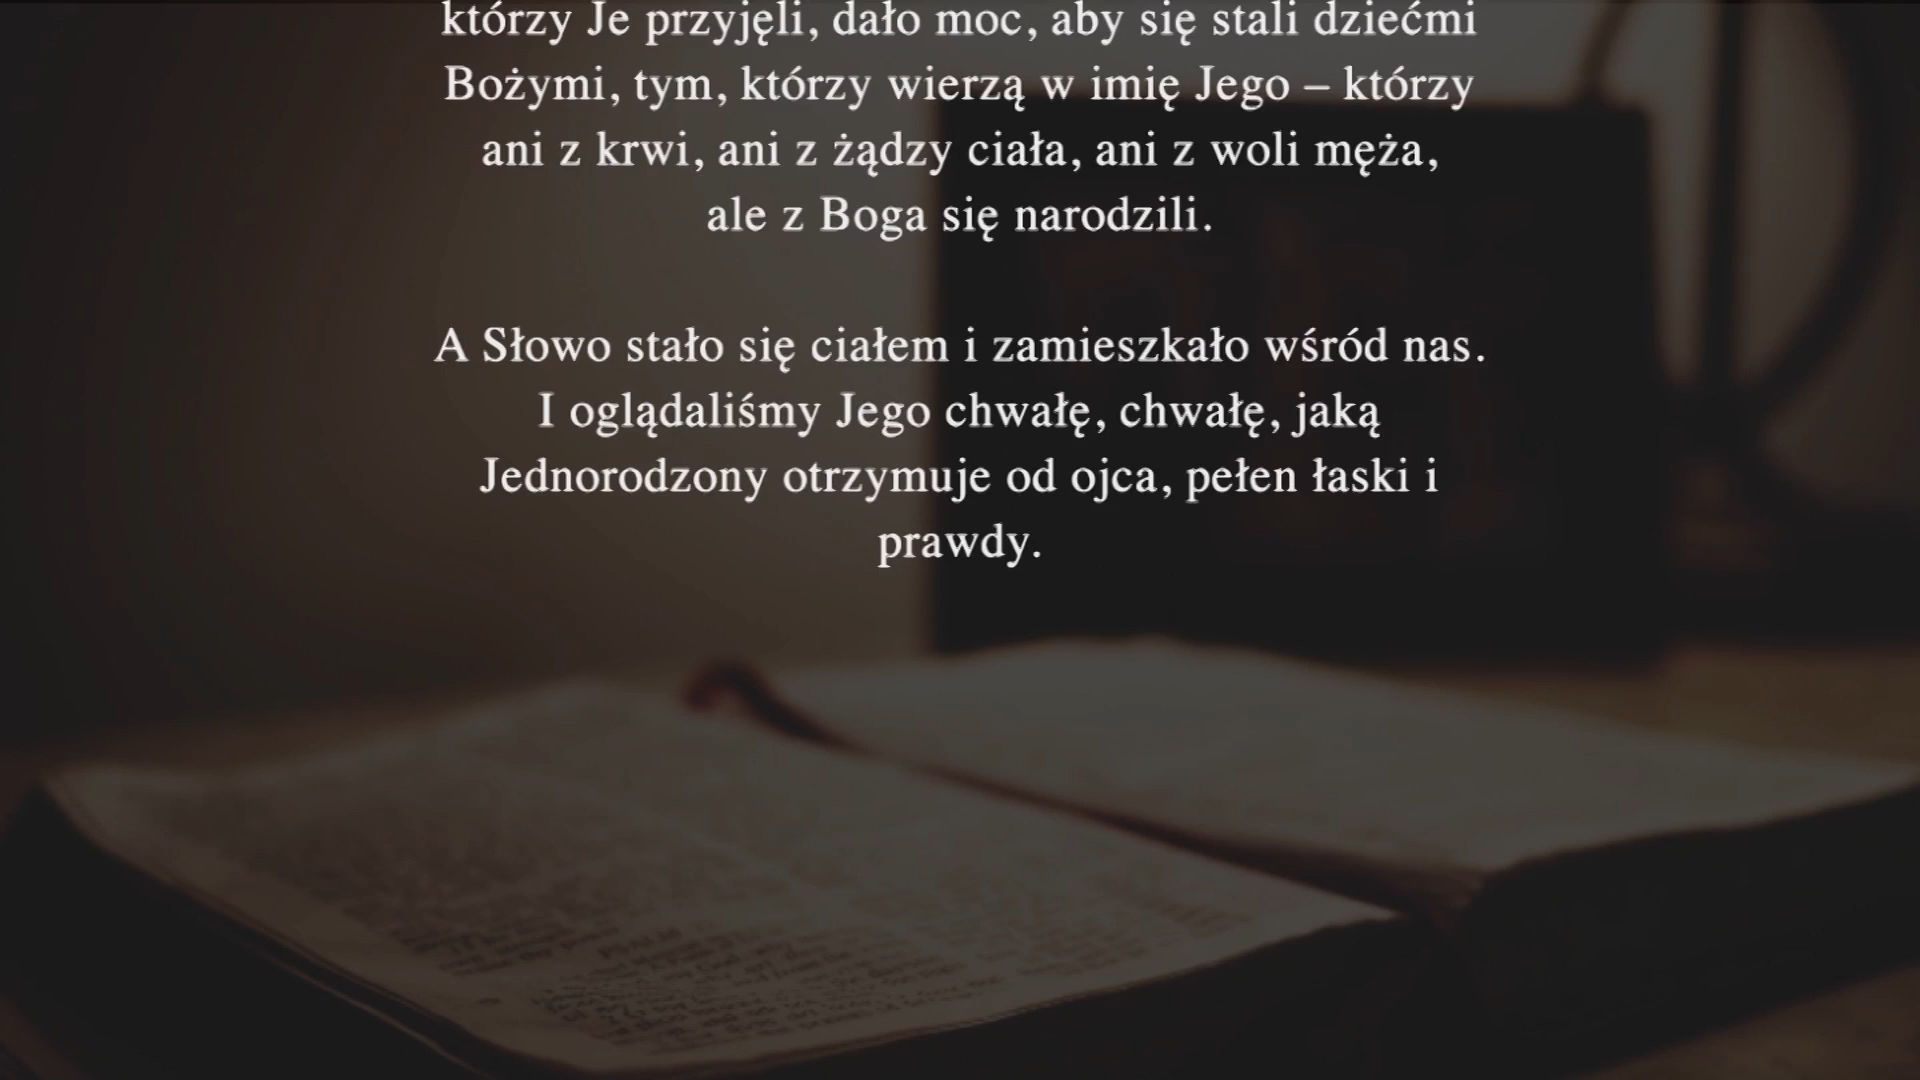 którzy Je przyjęli, dało moc, aby się stali dziećmi
Bożymi, tym, którzy wierzą w imię Jego – którzy
ani z krwi, ani z żądzy ciała, ani z woli męża,
ale z Boga się narodzili.
A Słowo stało się ciałem i zamieszkało wśród nas.
I oglądaliśmy Jego chwałę, chwałę, jaką
Jednorodzony otrzymuje od ojca, pełen łaski i
prawdy.